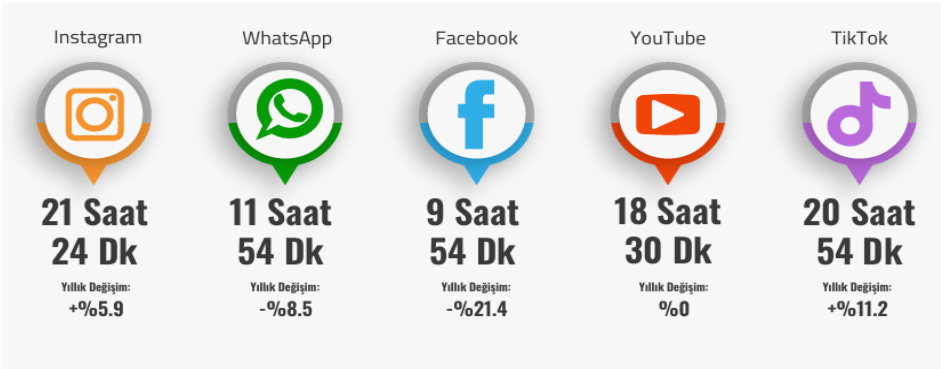 Instagram
21 Saat
24 Dk
Yıllık Değişim:
+%5.9
WhatsApp
11 Saat
54 Dk
Yıllık Değişim:
-%8.5
Facebook
9 Saat
54 Dk
Yıllık Değişim:
-%21.4
YouTube
18 Saat
30 Dk
Yıllık Değişim:
%0
TikTok
20 Saat
54 Dk
Yıllık Değişim:
+%11.2